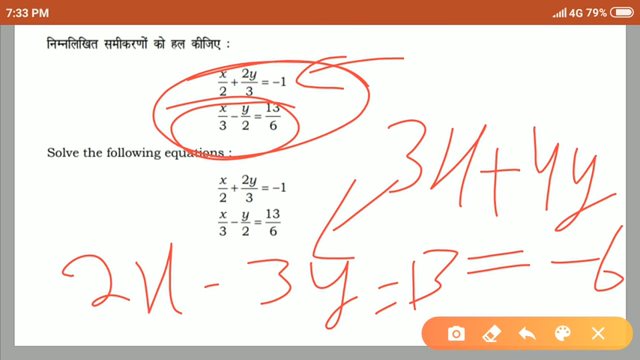 7:33 PM 4G 79%
निम्नलिखित समीकरणों को हल कीजिए :
x/2 + 2y/3 = -1
x/3 - y/2 = 13/6
Solve the following equations :
x/2 + 2y/3 = -1
x/3 - y/2 = 13/6
3x + 4y = -6
2x - 3y = 13